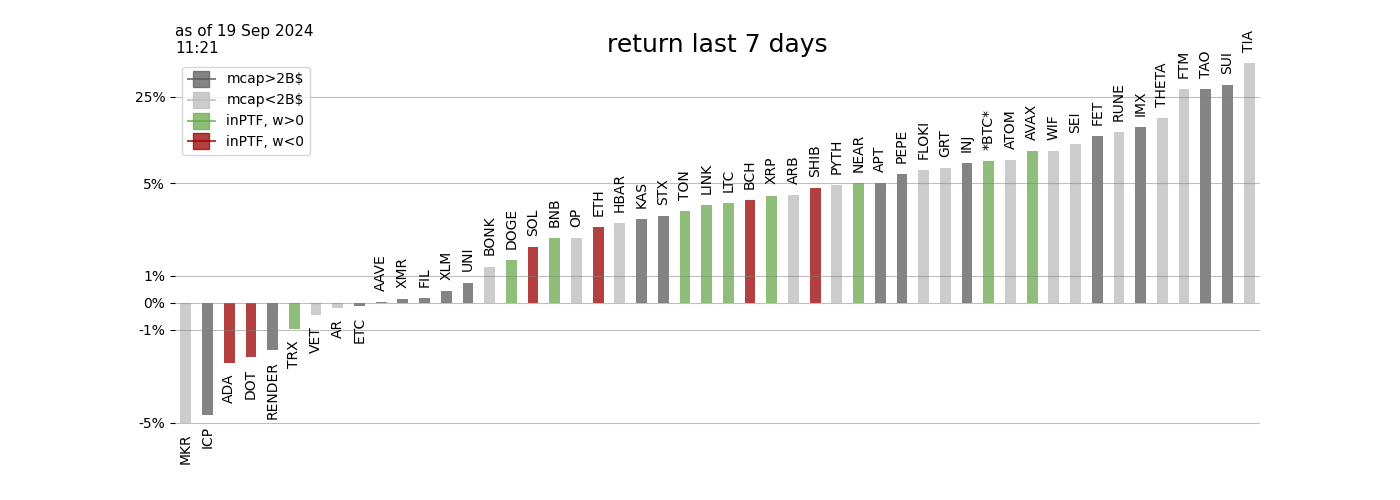 as of 19 Sep 2024
11:21
return last 7 days
mcap>2B$
mcap<2B$
inPTF, w>0
inPTF, w<0
25%
5%
1%
0%
-1%
-5%
MKR
ICP
ADA
DOT
RENDER
TRX
VET
AR
ETC
AAVE
XMR
FIL
XLM
UNI
BONK
DOGE
SOL
BNB
OP
ETH
HBAR
KAS
STX
TON
LINK
LTC
BCH
XRP
ARB
SHIB
PYTH
NEAR
APT
PEPE
FLOKI
GRT
INJ
*BTC*
ATOM
AVAX
WIF
SEI
FET
RUNE
IMX
THETA
FTM
TAO
SUI
TIA